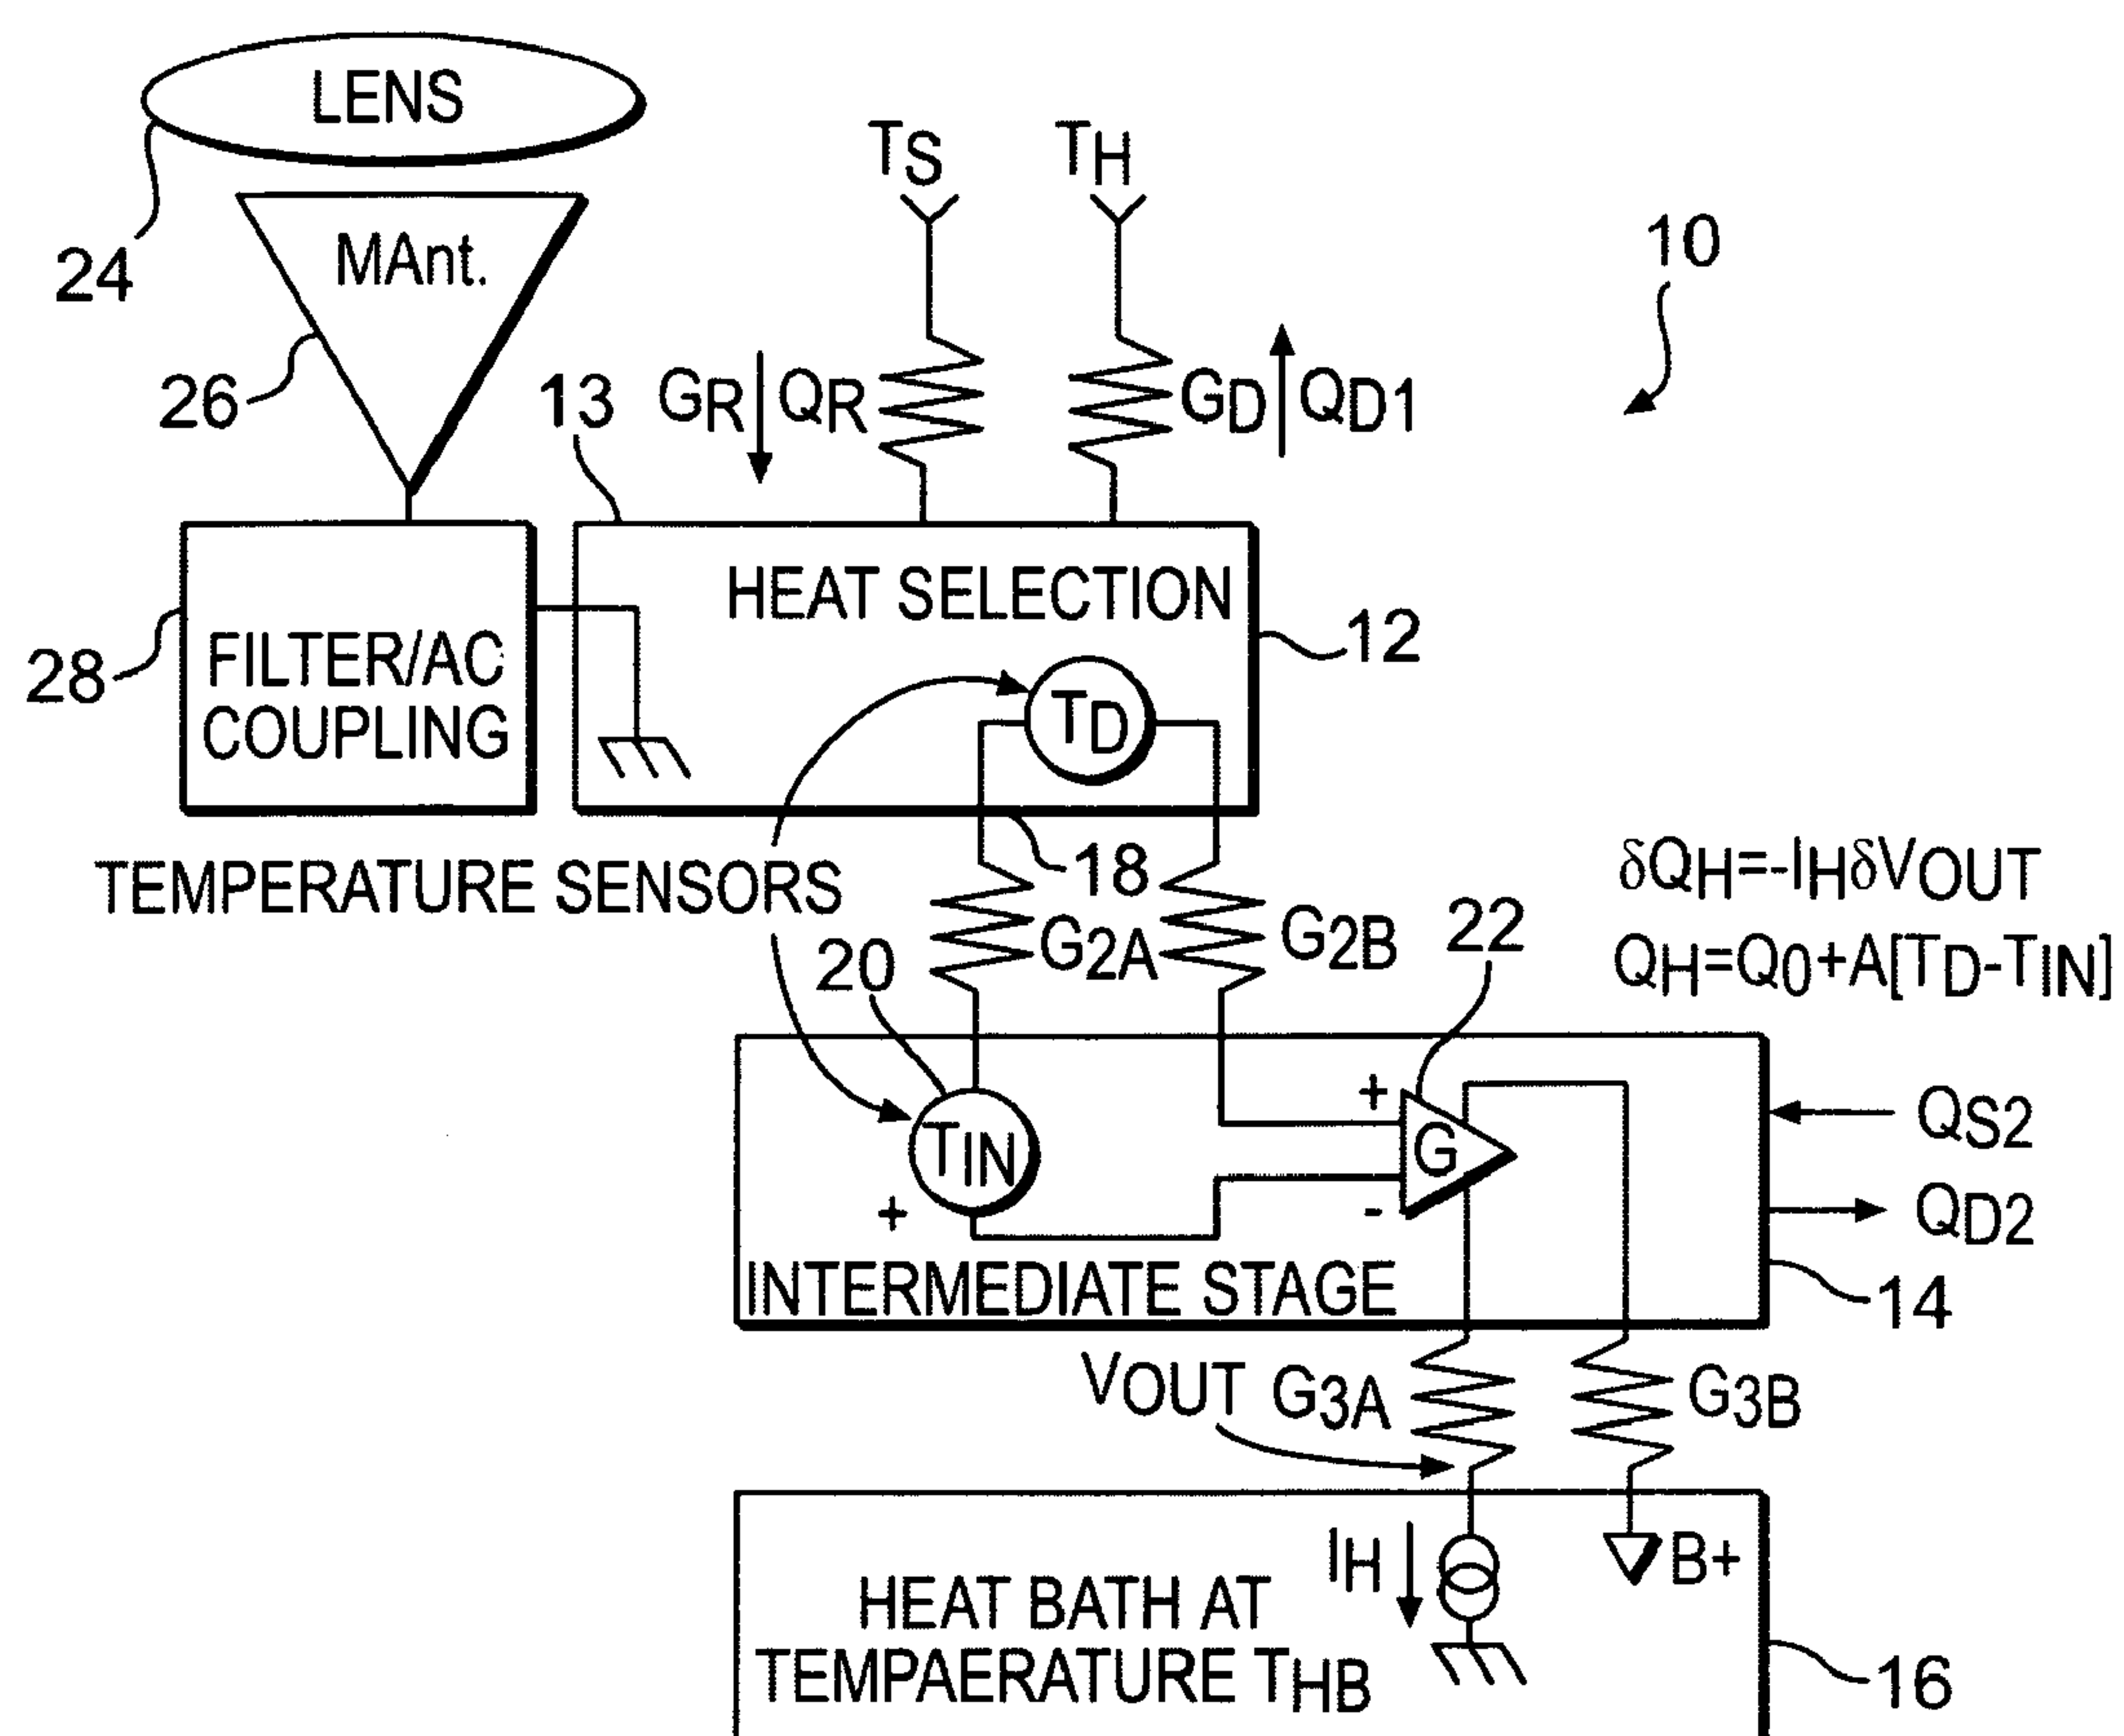 LENS
24
MAnt.
26
TS
TH
10
13
GR
QR
GD
QD1
HEAT SELECTION
12
28
FILTER/AC
COUPLING
TD
TEMPERATURE SENSORS
18
G2A
G2B
20
22
δQH=-IHδVOUT
QH=Q0+A[TD-TIN]
TIN
+
+
-
G
QS2
QD2
INTERMEDIATE STAGE
14
VOUT
G3A
G3B
IH
B+
HEAT BATH AT
TEMPAERATURE THB
16